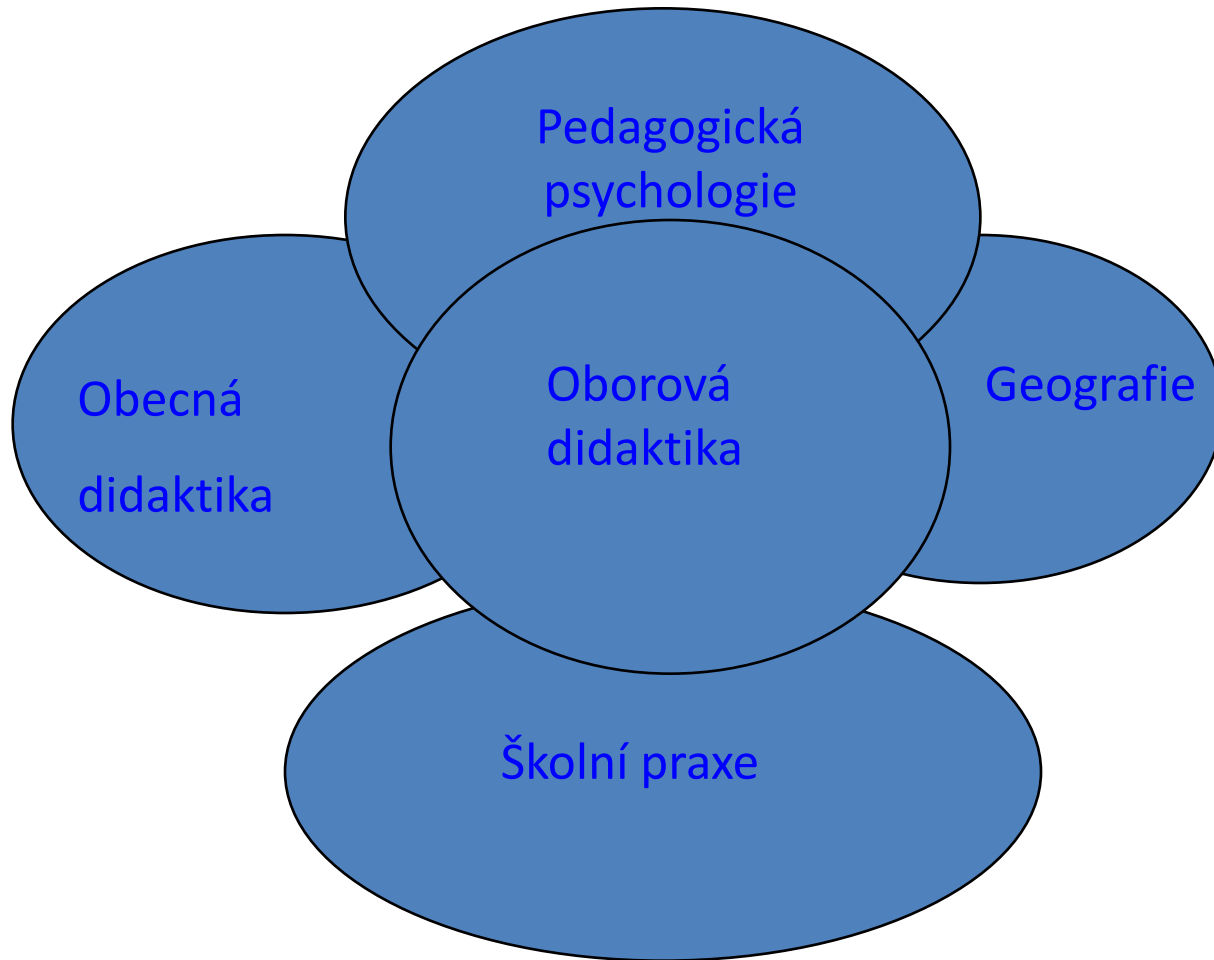 Pedagogická
psychologie
Obecná
didaktika
Oborová
didaktika
Geografie
Školní praxe